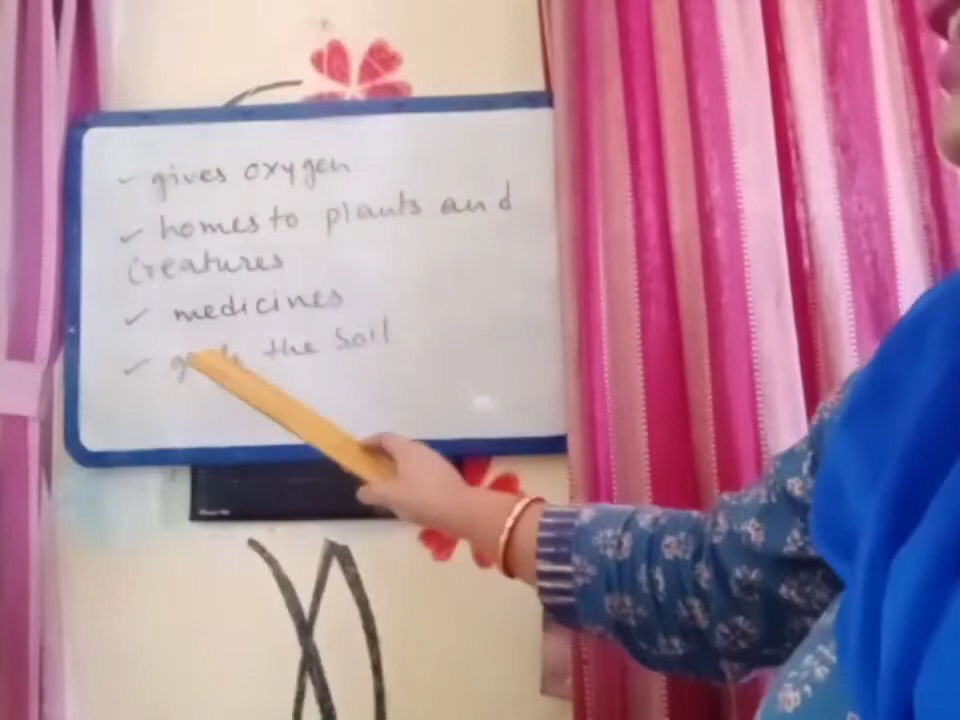 ✓ gives oxygen
✓ homes to plants and
creatures
✓ medicines
✓ the Soil